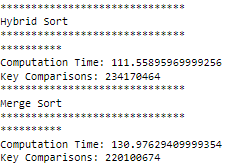 ******************************
Hybrid Sort
******************************
**********
Computation Time: 111.55895969999256
Key Comparisons: 234170464
******************************
Merge Sort
******************************
**********
Computation Time: 130.97629409999354
Key Comparisons: 220100674